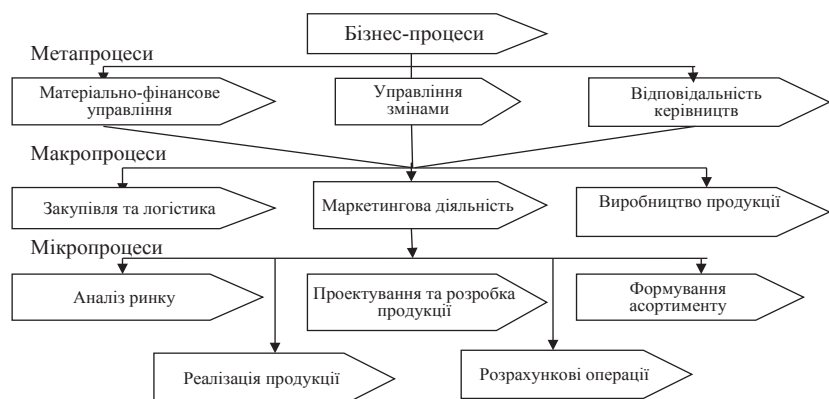 Бізнес-процеси
Метапроцеси
Матеріально-фінансове
управління
Управління
змінами
Відповідальність
керівництв
Макропроцеси
Закупівля та логістика
Маркетингова діяльність
Виробництво продукції
Мікропроцеси
Аналіз ринку
Проектування та розробка
продукції
Формування
асортименту
Реалізація продукції
Розрахункові операції